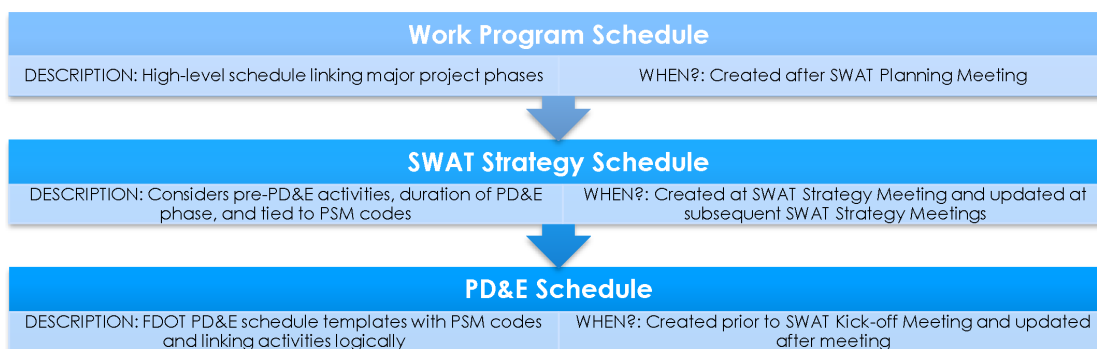 Work Program Schedule
DESCRIPTION: High-level schedule linking major project phases
WHEN?: Created after SWAT Planning Meeting
SWAT Strategy Schedule
DESCRIPTION: Considers pre-PD&E activities, duration of PD&E
phase, and tied to PSM codes
WHEN?: Created at SWAT Strategy Meeting and updated at
subsequent SWAT Strategy Meetings
PD&E Schedule
DESCRIPTION: FDOT PD&E schedule templates with PSM codes
and linking activities logically
WHEN?: Created prior to SWAT Kick-off Meeting and updated
after meeting